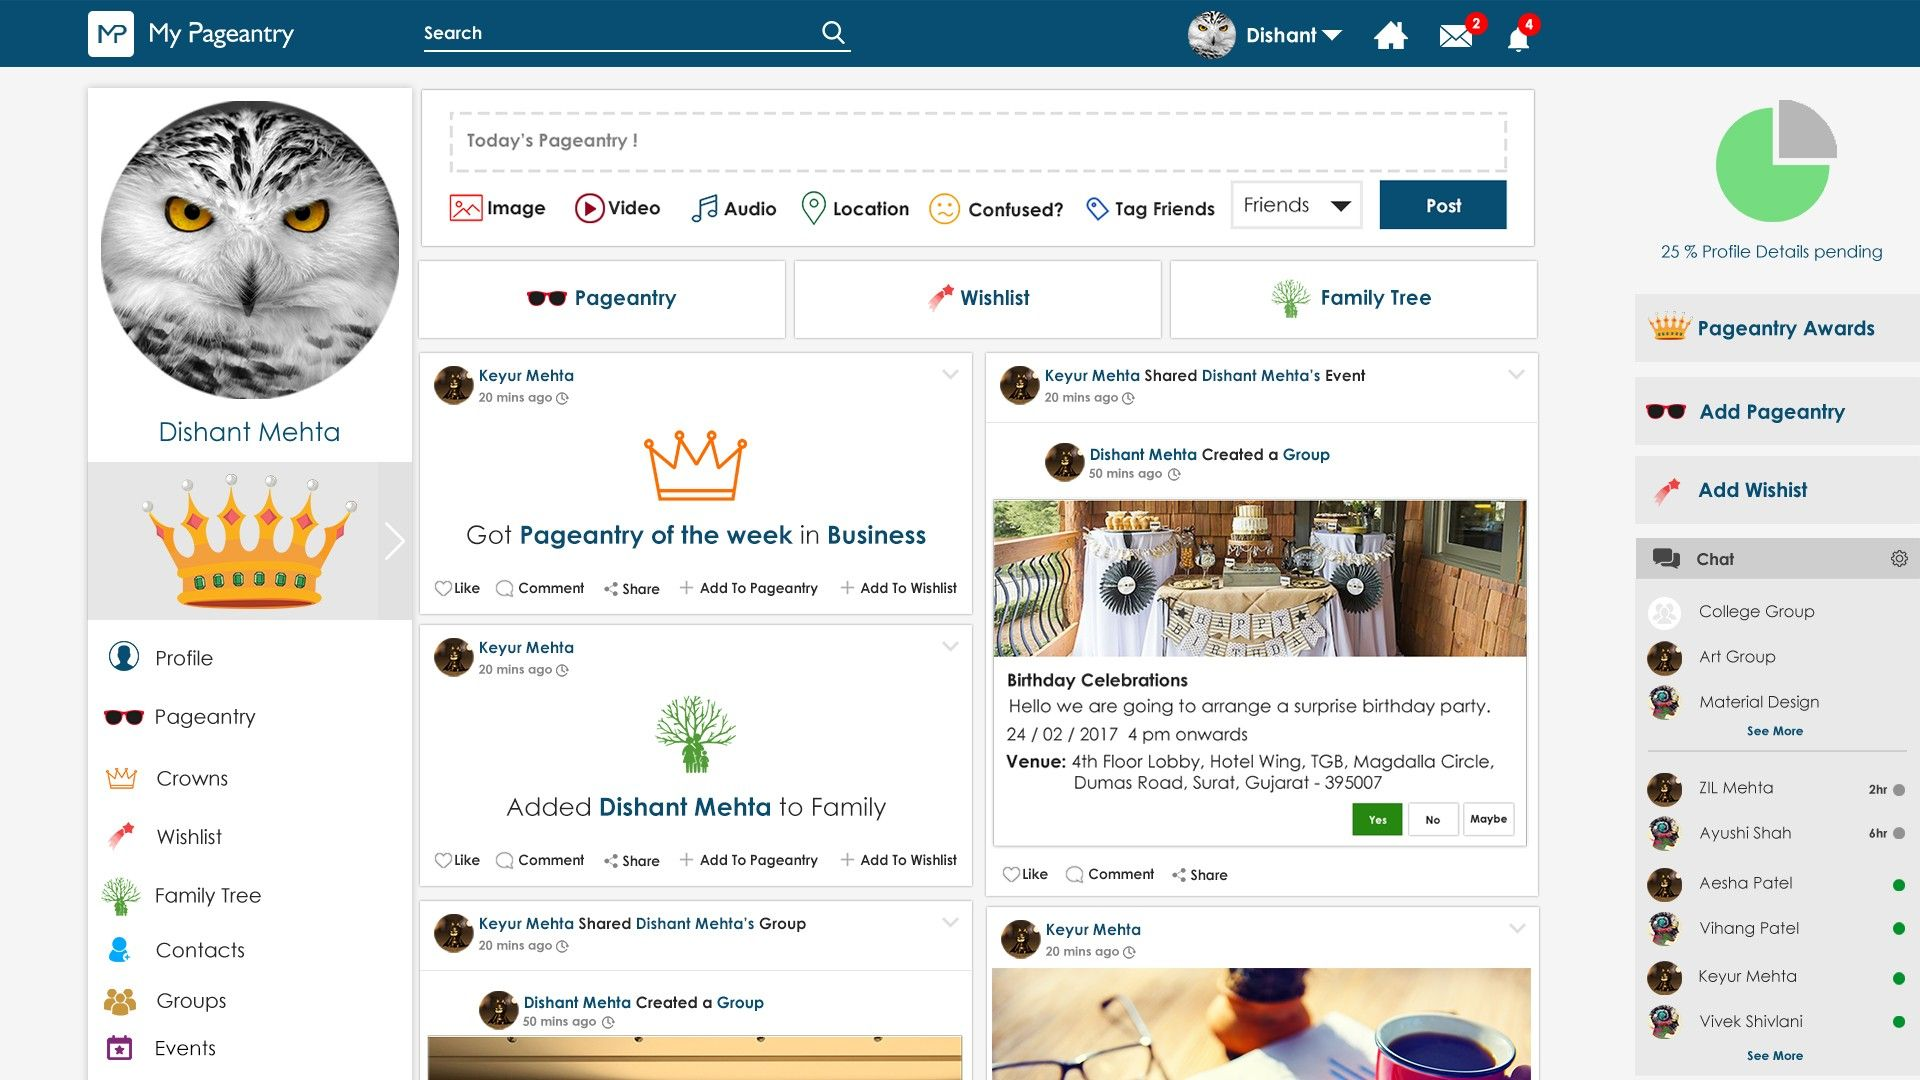 MP My Pageantry
Search
Dishant
2
4
Dishant Mehta
Profile
Pageantry
Crowns
Wishlist
Family Tree
Contacts
Groups
Events
Today's Pageantry !
Image
Video
Audio
Location
Confused?
Tag Friends
Friends
Post
Pageantry
Wishlist
Family Tree
Keyur Mehta
20 mins ago
Got Pageantry of the week in Business
Like
Comment
Share
Add To Pageantry
Add To Wishlist
Keyur Mehta
20 mins ago
Added Dishant Mehta to Family
Like
Comment
Share
Add To Pageantry
Add To Wishlist
Keyur Mehta Shared Dishant Mehta's Group
20 mins ago
Dishant Mehta Created a Group
50 mins ago
Keyur Mehta Shared Dishant Mehta's Event
20 mins ago
Dishant Mehta Created a Group
50 mins ago
HAPPY
BIRTHDAY
Birthday Celebrations
Hello we are going to arrange a surprise birthday party.
24 / 02 / 2017 4 pm onwards
Venue: 4th Floor Lobby, Hotel Wing, TGB, Magdalla Circle,
Dumas Road, Surat, Gujarat - 395007
Yes
No
Maybe
Like
Comment
Share
Keyur Mehta
20 mins ago
25 % Profile Details pending
Pageantry Awards
Add Pageantry
Add Wishist
Chat
College Group
Art Group
Material Design
See More
ZIL Mehta 2hr
Ayushi Shah 6hr
Aesha Patel
Vihang Patel
Keyur Mehta
Vivek Shivlani
See More